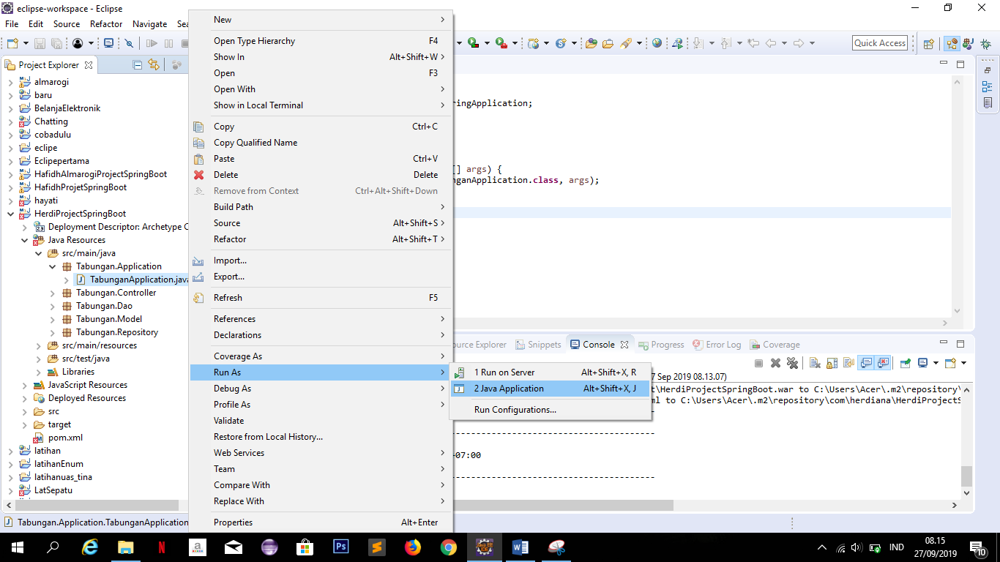 eclipse-workspace - Eclipse
File Edit Source Refactor Navigate
Quick Access
Project Explorer
almarogi
baru
BelanjaElektronik
Chatting
cobadulu
eclipe
Eclipepertama
HafidhAlmarogiProjectSpringBoot
HafidhProjetSpringBoot
hayati
HerdiProjectSpringBoot
Deployment Descriptor: Archetype C
Java Resources
src/main/java
Tabungan.Application
TabunganApplication.java
Tabungan.Controller
Tabungan.Dao
Tabungan.Model
Tabungan.Repository
src/main/resources
src/test/java
Libraries
JavaScript Resources
Deployed Resources
src
target
pom.xml
latihan
latihanEnum
latihanuas_tina
LatSepatu
Tabungan.Application.TabunganApplication
New
Open Type Hierarchy F4
Show In Alt+Shift+W
Open F3
Open With
Show in Local Terminal
Copy Ctrl+C
Copy Qualified Name
Paste Ctrl+V
Delete Delete
Remove from Context Ctrl+Alt+Shift+Down
Build Path
Source Alt+Shift+S
Refactor Alt+Shift+T
Import...
Export...
Refresh F5
References
Declarations
Coverage As
Run As
Debug As
Profile As
Validate
Restore from Local History...
Web Services
Team
Compare With
Replace With
Properties Alt+Enter
1 Run on Server Alt+Shift+X, R
2 Java Application Alt+Shift+X, J
Run Configurations...
ringApplication;
[] args) {
nganApplication.class, args);
ource Explorer Snippets Console Progress Error Log Coverage
7 Sep 2019 08.13.07)
t\HerdiProjectSpringBoot.war to C:\Users\Acer\.m2\repository\
ml to C:\Users\Acer\.m2\repository\com\herdiana\HerdiProjectS
------------------------------------------
07:00
------------------------------------------
IND
08.15
27/09/2019
10